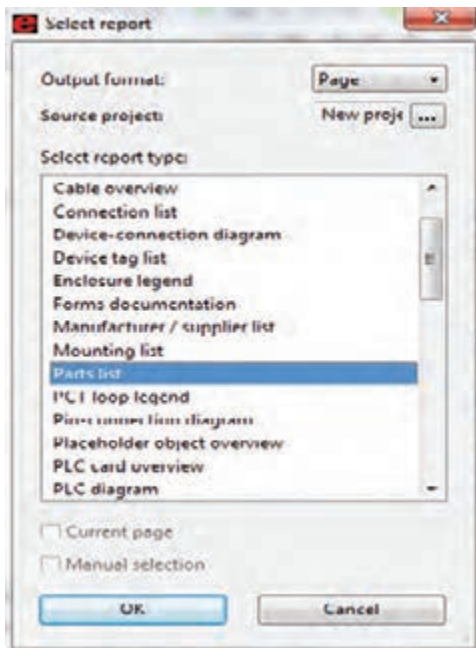 Select report
Output format: Page
Source project: New proje ...
Select report type:
Cable overview
Connection list
Device-connection diagram
Device tag list
Enclosure legend
Forms documentation
Manufacturer / supplier list
Mounting list
Parts list
PCT loop legend
Pin-connection diagram
Placeholder object overview
PLC card overview
PLC diagram
Current page
Manual selection
OK Cancel